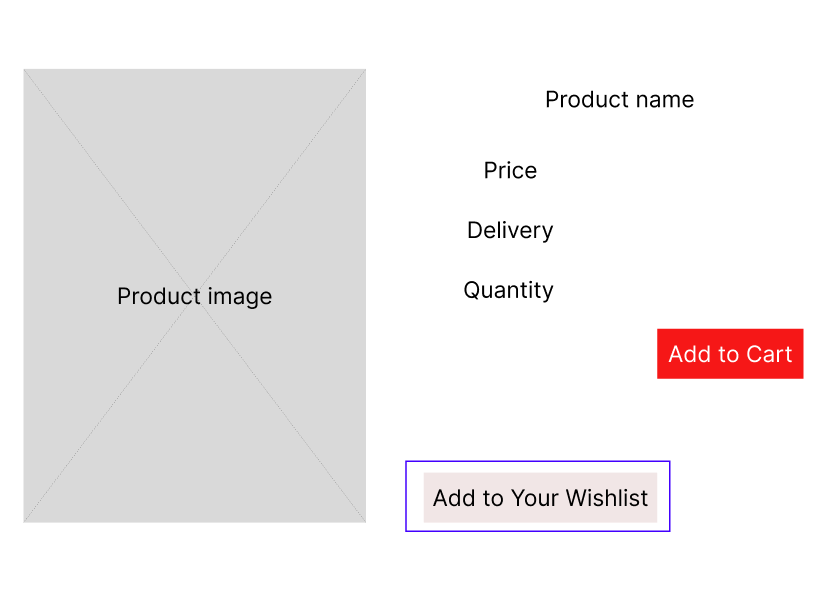 Product image
Product name
Price
Delivery
Quantity
Add to Cart
Add to Your Wishlist